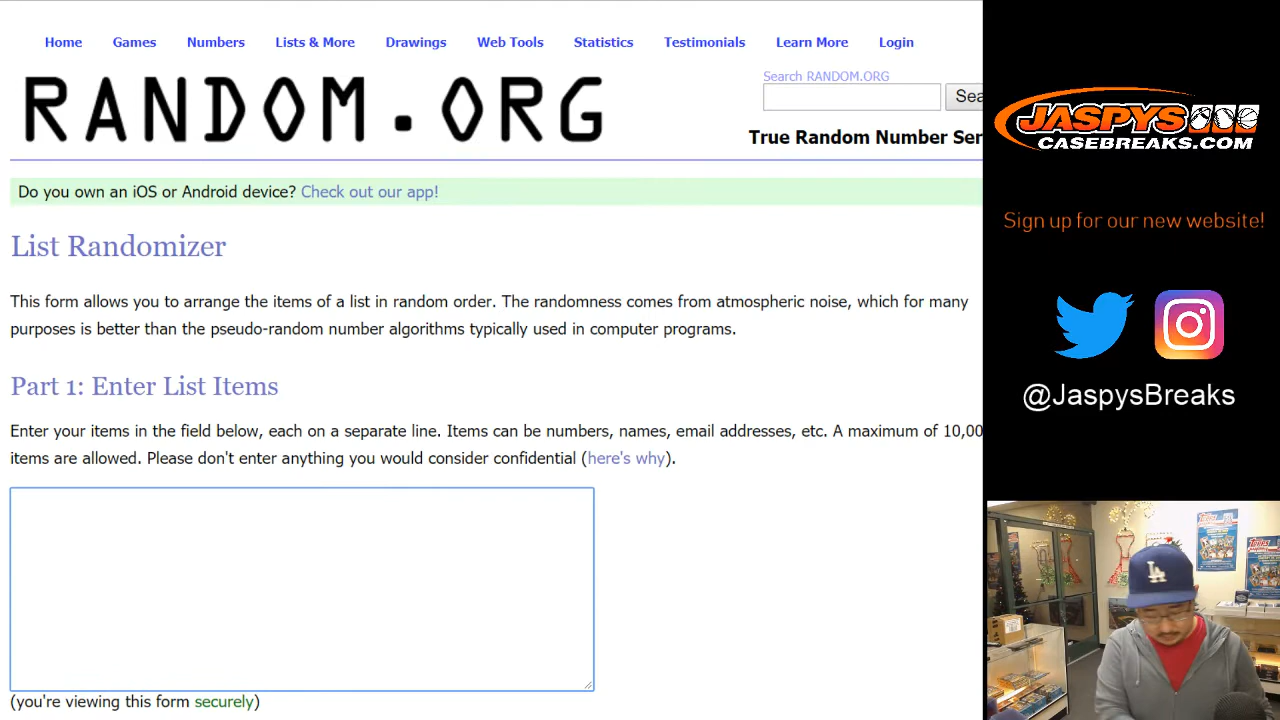 Home Games Numbers Lists & More Drawings Web Tools Statistics Testimonials Learn More Login
RANDOM.ORG
Search RANDOM.ORG
Sea
True Random Number Ser
Do you own an iOS or Android device? Check out our app!
List Randomizer
This form allows you to arrange the items of a list in random order. The randomness comes from atmospheric noise, which for many
purposes is better than the pseudo-random number algorithms typically used in computer programs.
Part 1: Enter List Items
Enter your items in the field below, each on a separate line. Items can be numbers, names, email addresses, etc. A maximum of 10,00
items are allowed. Please don't enter anything you would consider confidential (here's why).
(you're viewing this form securely)
JASPYS
CASEBREAKS.COM
Sign up for our new website!
@JaspysBreaks
LA